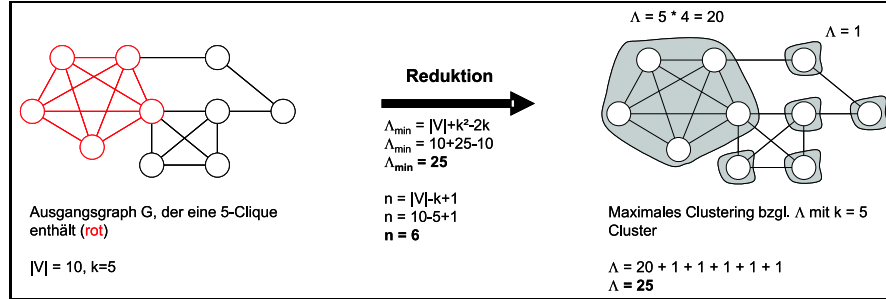 Λ = 5 * 4 = 20
Λ = 1
Reduktion
Λmin = |V|+k²-2k
Λmin = 10+25-10
Λmin = 25
n = |V|-k+1
n = 10-5+1
n = 6
Ausgangsgraph G, der eine 5-Clique
enthält (rot)
|V| = 10, k=5
Maximales Clustering bzgl. Λ mit k = 5
Cluster
Λ = 20 + 1 + 1 + 1 + 1 + 1
Λ = 25